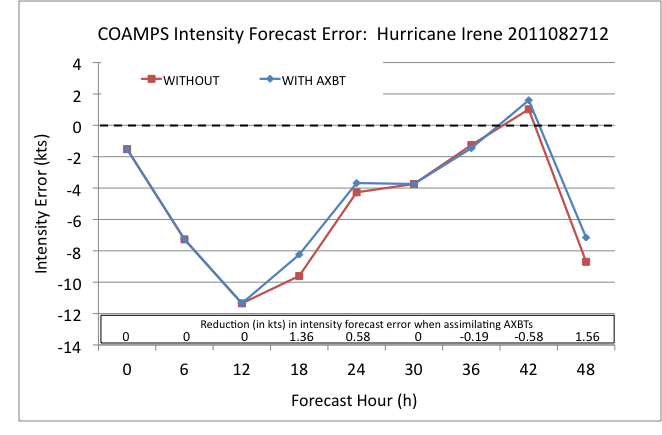 COAMPS Intensity Forecast Error:  Hurricane Irene 2011082712
WITHOUT
WITH AXBT
4
2
0
-2
-4
-6
-8
-10
-12
-14
Intensity Error (kts)
Reduction (in kts) in intensity forecast error when assimilating AXBTs
0 0 0 1.36 0.58 0 -0.19 -0.58 1.56
0 6 12 18 24 30 36 42 48
Forecast Hour (h)